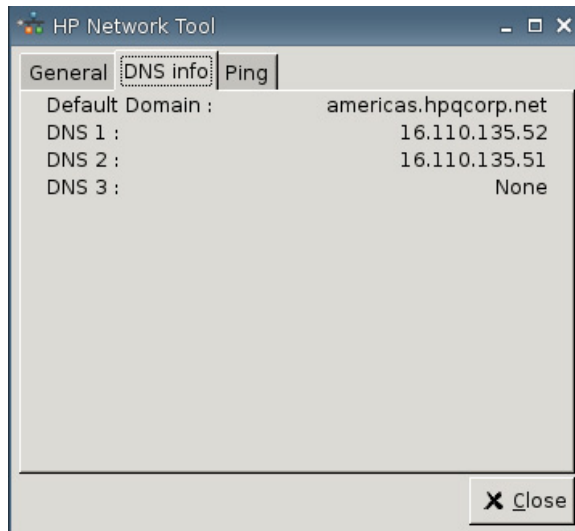 HP Network Tool
General DNS info Ping
Default Domain : americas.hpqcorp.net
DNS 1 : 16.110.135.52
DNS 2 : 16.110.135.51
DNS 3 : None
Close